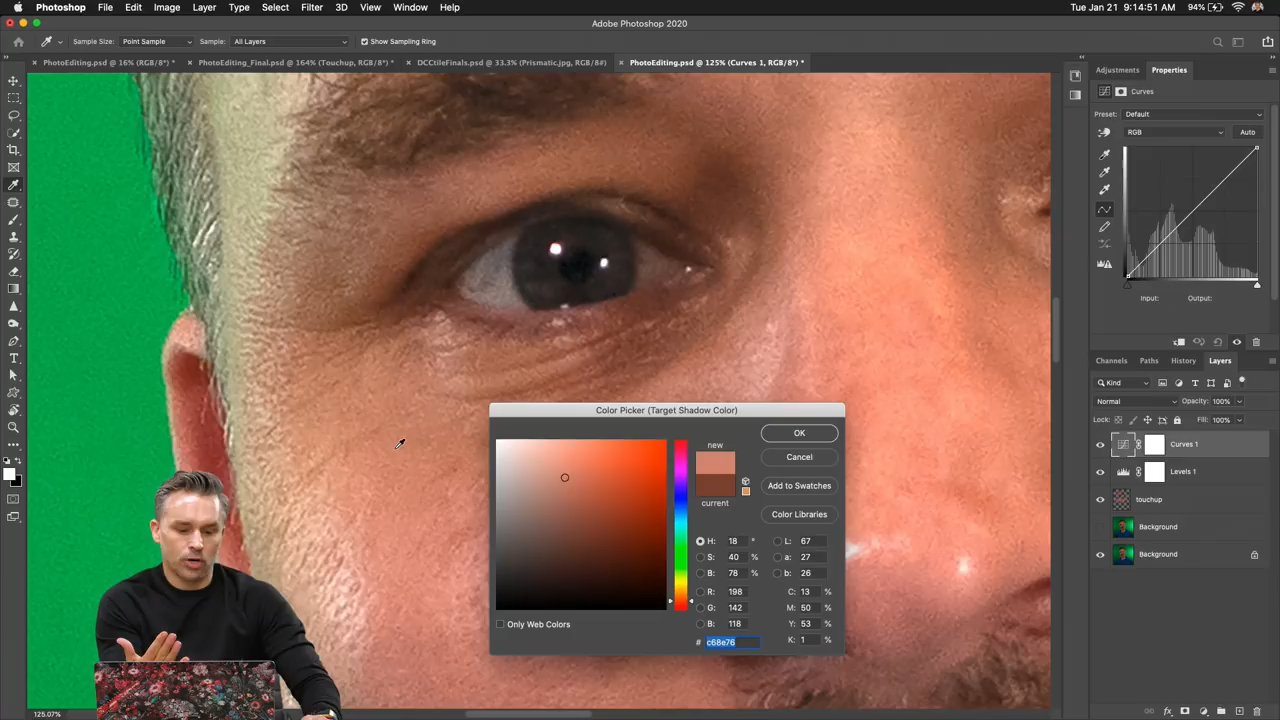 Photoshop File Edit Image Layer Type Select Filter 3D View Window Help Tue Jan 21 9:14:51 AM 94%
Adobe Photoshop 2020
Sample Size: Point Sample Sample: All Layers Show Sampling Ring
PhotoEditing.psd @ 16% (RGB/8*) * PhotoEditing_Final.psd @ 164% (Touchup, RGB/8*) * DCCtileFinals.psd @ 33.3% (Prismatic.jpg, RGB/8#) PhotoEditing.psd @ 125% (Curves 1, RGB/8*) *
Adjustments Properties
Curves
Preset: Default
RGB Auto
Input: Output:
Channels Paths History Layers
Kind
Normal Opacity: 100%
Lock: Fill: 100%
Curves 1
Levels 1
touchup
Background
Background
Color Picker (Target Shadow Color)
new
current
OK
Cancel
Add to Swatches
Color Libraries
H: 18 ° L: 67
S: 40 % a: 27
B: 78 % b: 26
R: 198 C: 13 %
G: 142 M: 50 %
B: 118 Y: 53 %
# c68e76 K: 1 %
Only Web Colors
125.07%